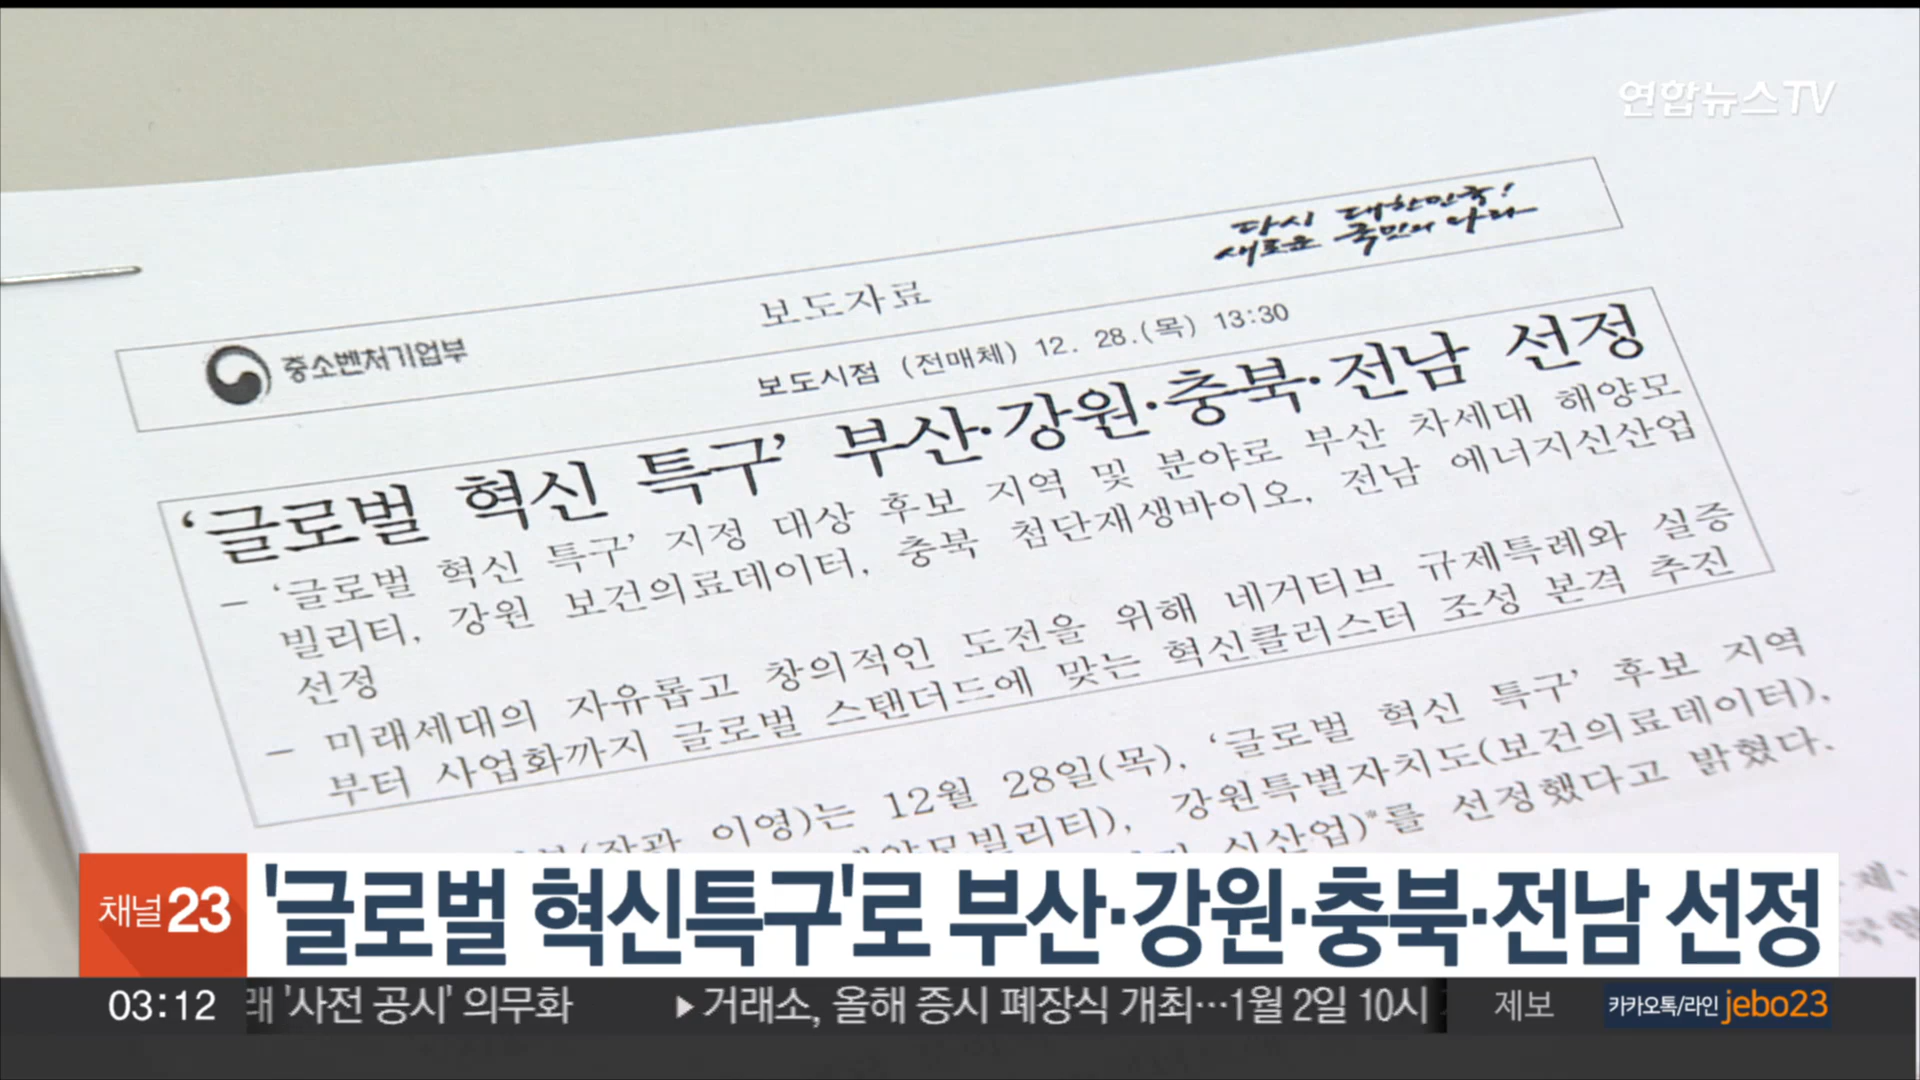 연합뉴스TV
다시 대한민국!
새로운 국민의 나라
보도자료
중소벤처기업부
보도시점 (전매체) 12. 28.(목) 13:30
‘글로벌 혁신 특구’ 부산·강원·충북·전남 선정
– ‘글로벌 혁신 특구’ 지정 대상 후보 지역 및 분야로 부산 차세대 해양모
빌리티, 강원 보건의료데이터, 충북 첨단재생바이오, 전남 에너지신산업
선정
– 미래세대의 자유롭고 창의적인 도전을 위해 네거티브 규제특례와 실증
부터 사업화까지 글로벌 스탠더드에 맞는 혁신클러스터 조성 본격 추진
이영)는 12월 28일(목), ‘글로벌 혁신 특구’ 후보 지역
강원특별자치도(보건의료데이터),
신산업)*를 선정했다고 밝혔다.
채널23
'글로벌 혁신특구'로 부산·강원·충북·전남 선정
03:12
래 '사전 공시' 의무화 ▶거래소, 올해 증시 폐장식 개최…1월 2일 10시
제보
카카오톡/라인 jebo23